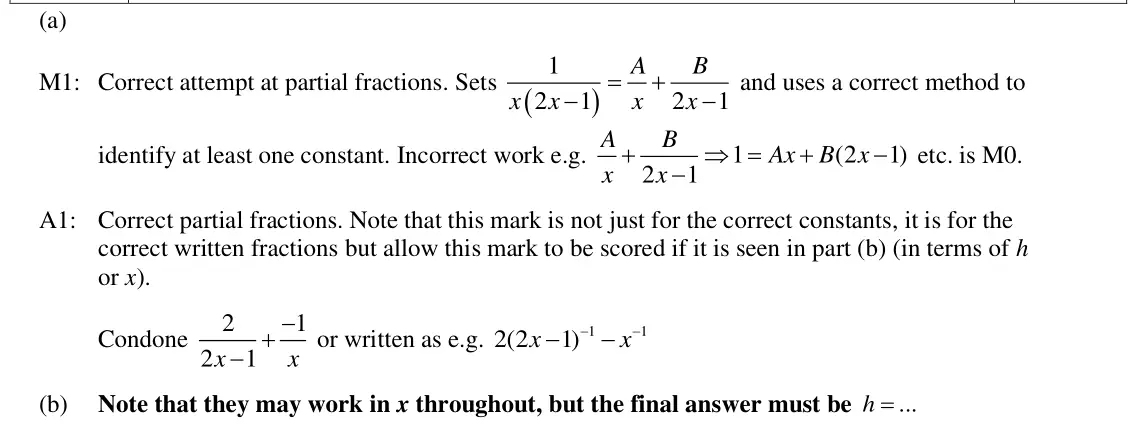 (a)
M1: Correct attempt at partial fractions. Sets 1/(x(2x−1)) = A/x + B/(2x−1) and uses a correct method to
identify at least one constant. Incorrect work e.g. A/x + B/(2x−1) ⇒ 1 = Ax + B(2x−1) etc. is M0.
A1: Correct partial fractions. Note that this mark is not just for the correct constants, it is for the
correct written fractions but allow this mark to be scored if it is seen in part (b) (in terms of h
or x).
Condone 2/(2x−1) + −1/x or written as e.g. 2(2x−1)⁻¹ − x⁻¹
(b) Note that they may work in x throughout, but the final answer must be h = ...